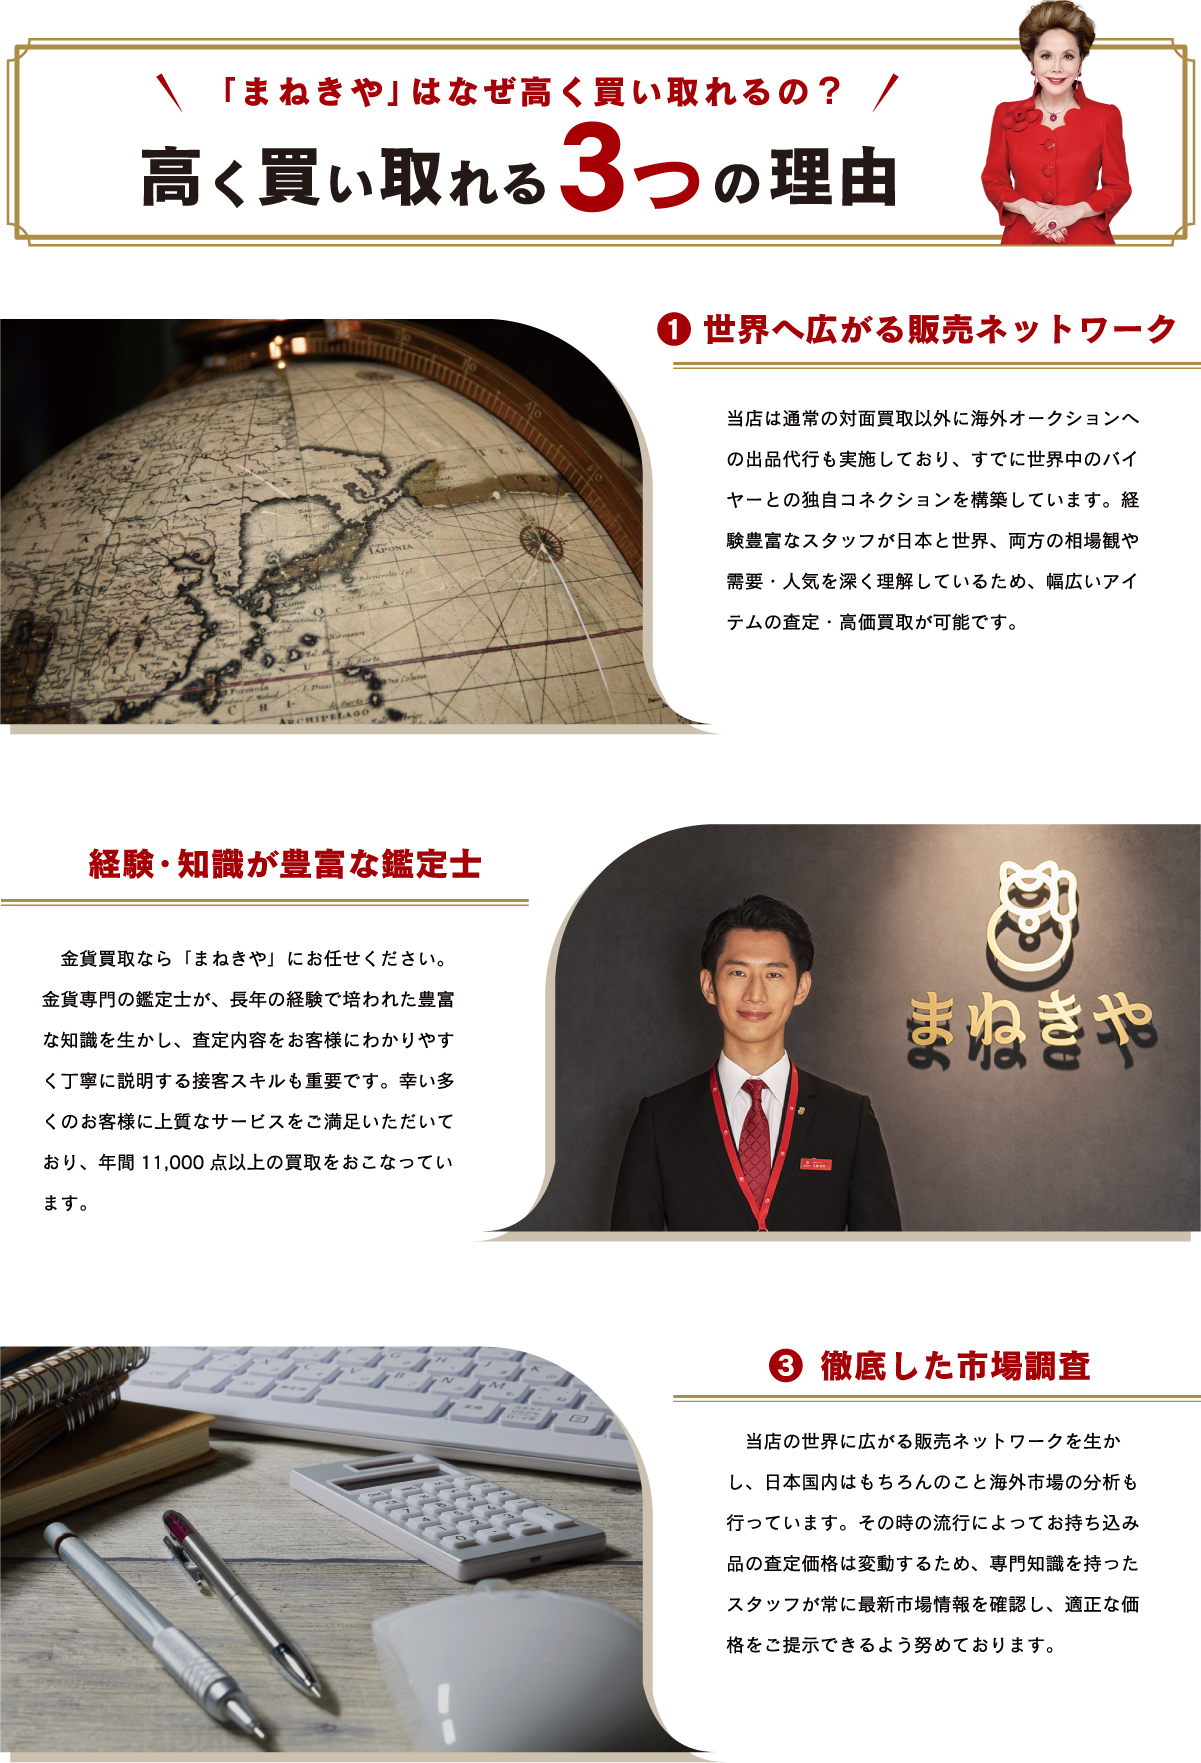 「まねきや」はなぜ高く買い取れるの？
高く買い取れる3つの理由
❶ 世界へ広がる販売ネットワーク
当店は通常の対面買取以外に海外オークションへ
の出品代行も実施しており、すでに世界中のバイ
ヤーとの独自コネクションを構築しています。経
験豊富なスタッフが日本と世界、両方の相場観や
需要・人気を深く理解しているため、幅広いアイ
テムの査定・高価買取が可能です。
IAPONIA
OCEA
CHI
ARCHIPELAGO
経験・知識が豊富な鑑定士
金貨買取なら「まねきや」にお任せください。
金貨専門の鑑定士が、長年の経験で培われた豊富
な知識を生かし、査定内容をお客様にわかりやす
く丁寧に説明する接客スキルも重要です。幸い多
くのお客様に上質なサービスをご満足いただいて
おり、年間 11,000 点以上の買取をおこなってい
ます。
まねきや
❸ 徹底した市場調査
当店の世界に広がる販売ネットワークを生か
し、日本国内はもちろんのこと海外市場の分析も
行っています。その時の流行によってお持ち込み
品の査定価格は変動するため、専門知識を持った
スタッフが常に最新市場情報を確認し、適正な価
格をご提示できるよう努めております。